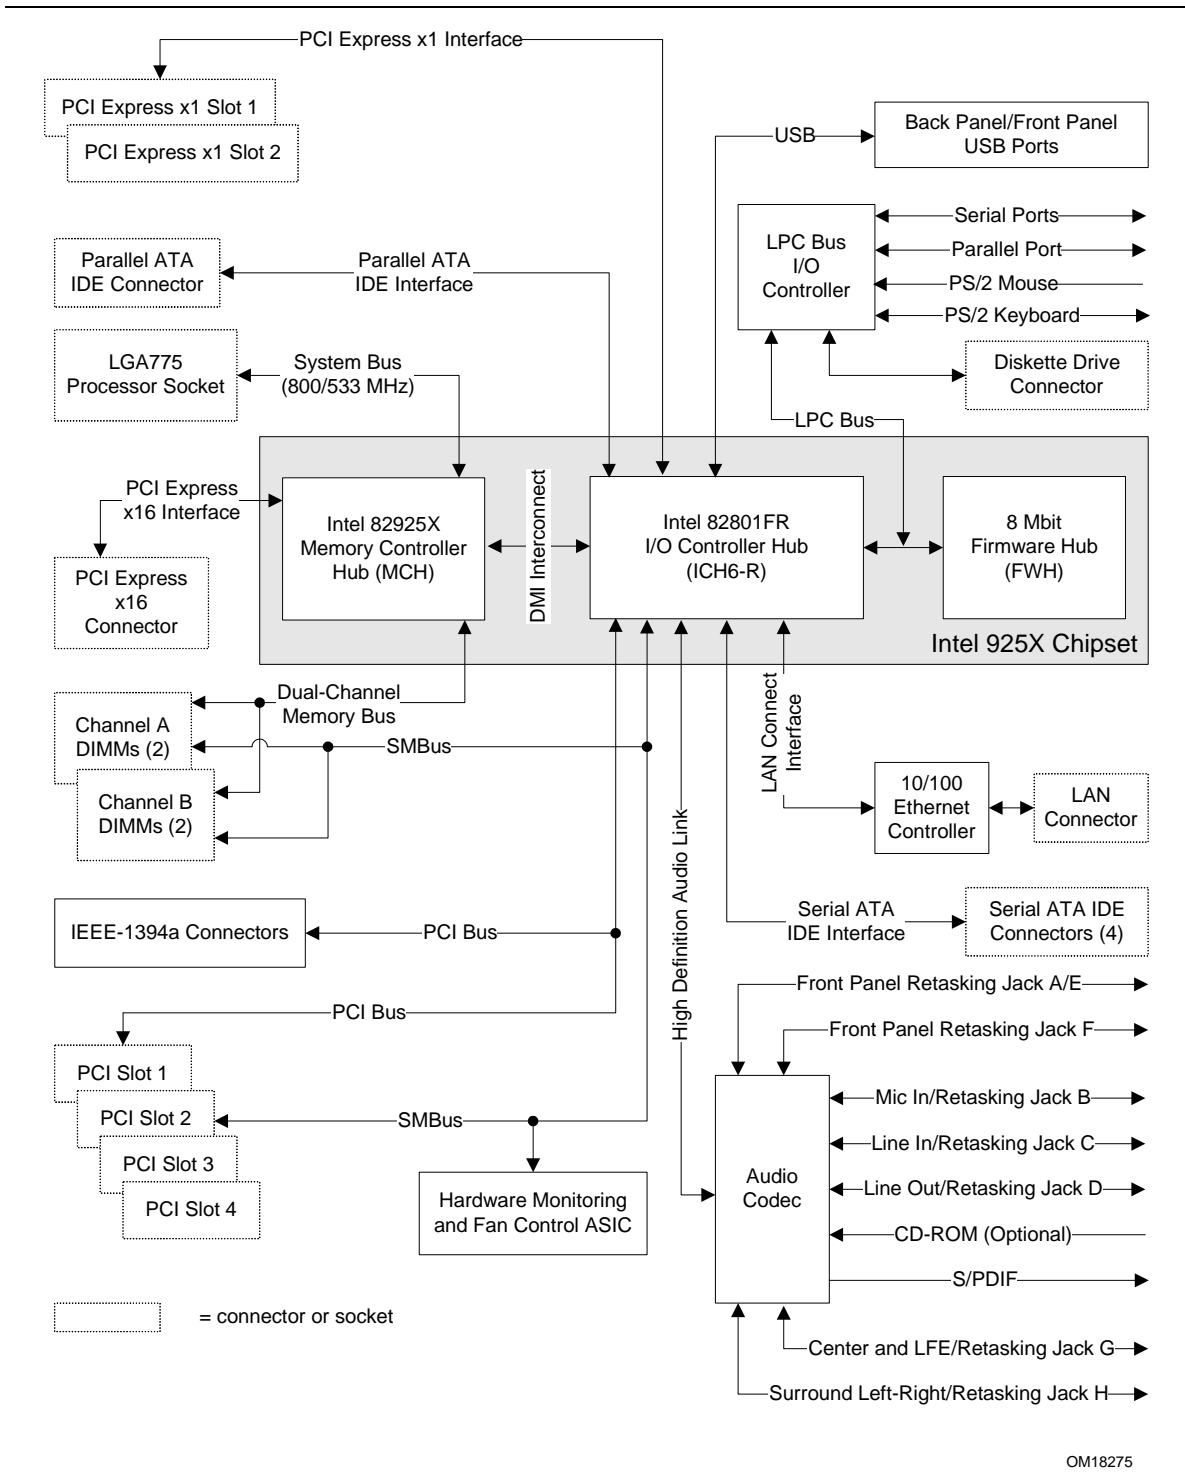 PCI Express x1 Interface
PCI Express x1 Slot 1
PCI Express x1 Slot 2
USB
Back Panel/Front Panel
USB Ports
LPC Bus
I/O
Controller
Serial Ports
Parallel Port
PS/2 Mouse
PS/2 Keyboard
Parallel ATA
IDE Connector
Parallel ATA
IDE Interface
LGA775
Processor Socket
System Bus
(800/533 MHz)
Diskette Drive
Connector
LPC Bus
PCI Express
x16 Interface
PCI Express
x16
Connector
Intel 82925X
Memory Controller
Hub (MCH)
DMI Interconnect
Intel 82801FR
I/O Controller Hub
(ICH6-R)
8 Mbit
Firmware Hub
(FWH)
Intel 925X Chipset
Dual-Channel
Memory Bus
Channel A
DIMMs (2)
SMBus
Channel B
DIMMs (2)
LAN Connect
Interface
10/100
Ethernet
Controller
LAN
Connector
High Definition Audio Link
IEEE-1394a Connectors
PCI Bus
Serial ATA
IDE Interface
Serial ATA IDE
Connectors (4)
PCI Bus
PCI Slot 1
PCI Slot 2
PCI Slot 3
PCI Slot 4
SMBus
Hardware Monitoring
and Fan Control ASIC
Front Panel Retasking Jack A/E
Front Panel Retasking Jack F
Audio
Codec
Mic In/Retasking Jack B
Line In/Retasking Jack C
Line Out/Retasking Jack D
CD-ROM (Optional)
S/PDIF
Center and LFE/Retasking Jack G
Surround Left-Right/Retasking Jack H
= connector or socket
OM18275